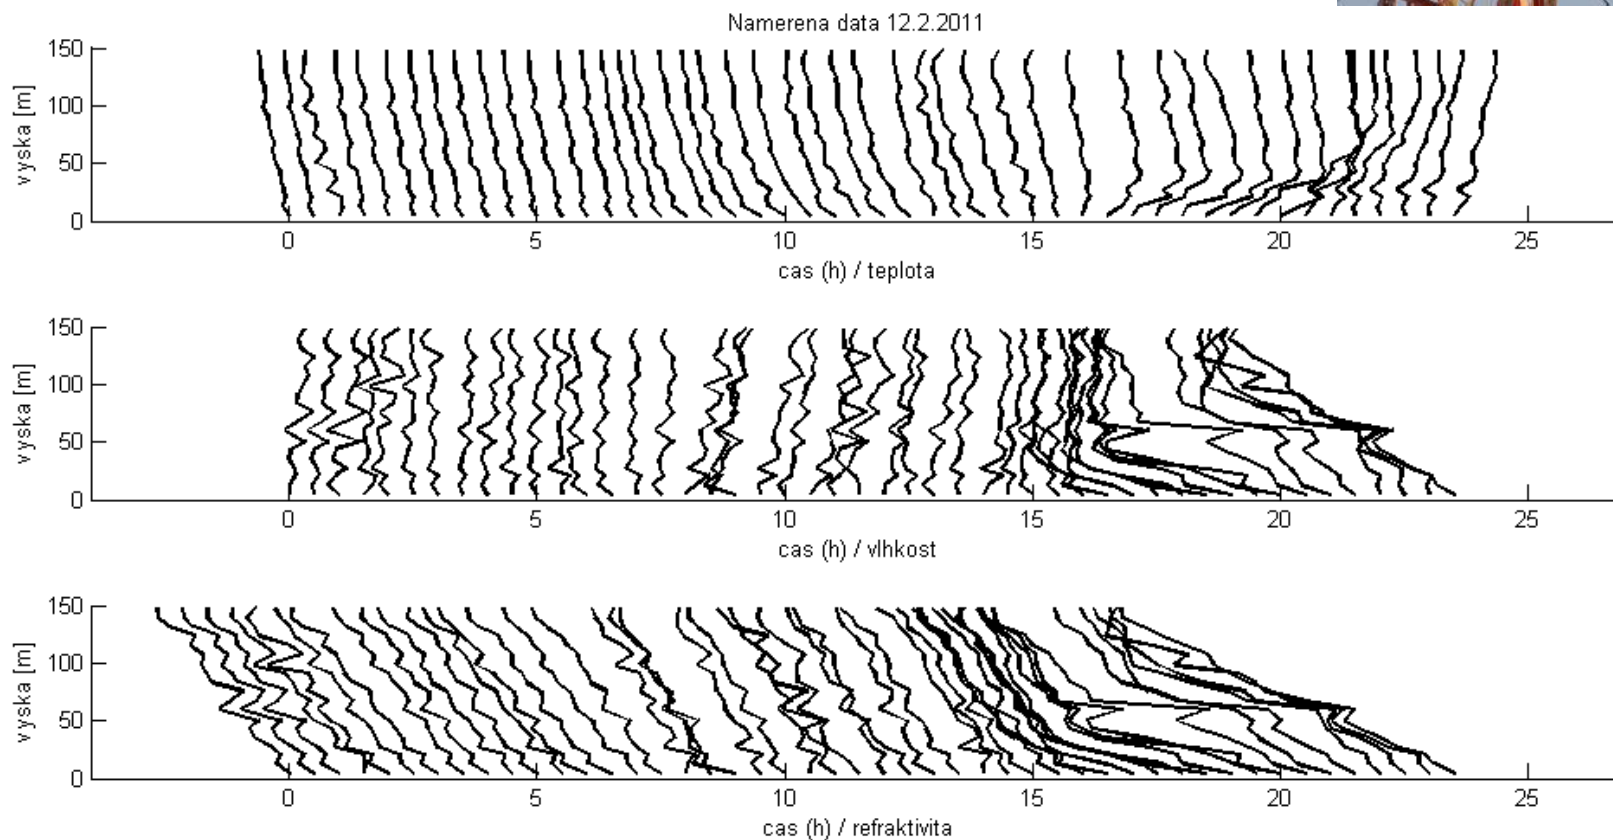 Namerena data 12.2.2011
150
100
50
0
vyska [m]
0 5 10 15 20 25
cas (h) / teplota
150
100
50
0
vyska [m]
0 5 10 15 20 25
cas (h) / vlhkost
150
100
50
0
vyska [m]
0 5 10 15 20 25
cas (h) / refraktivita